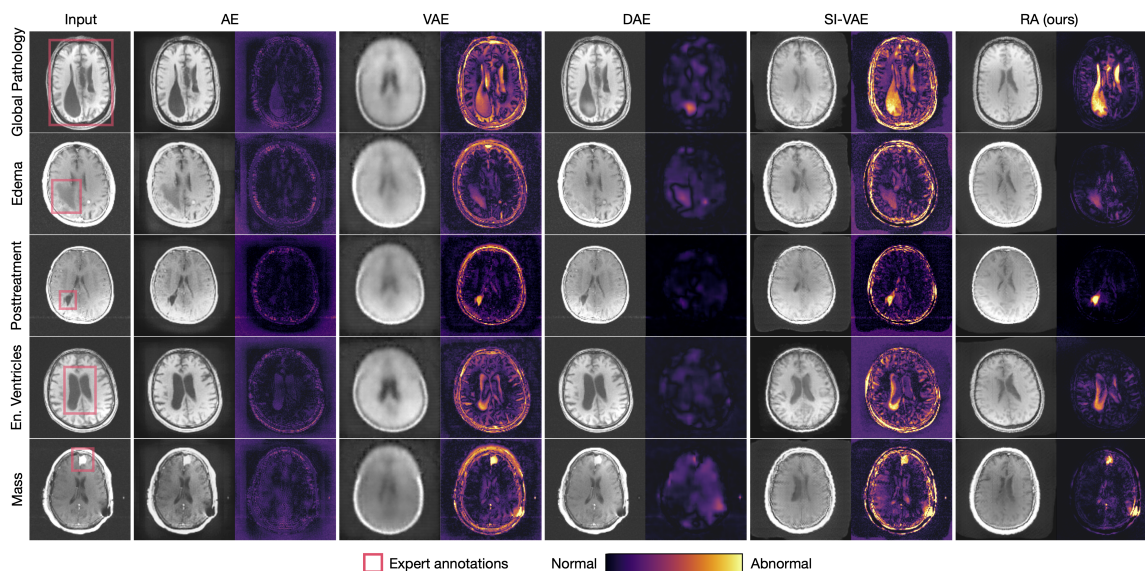 Input AE VAE DAE SI-VAE RA (ours)
Global Pathology
Edema
Posttreatment
En. Ventricles
Mass
Expert annotations Normal Abnormal